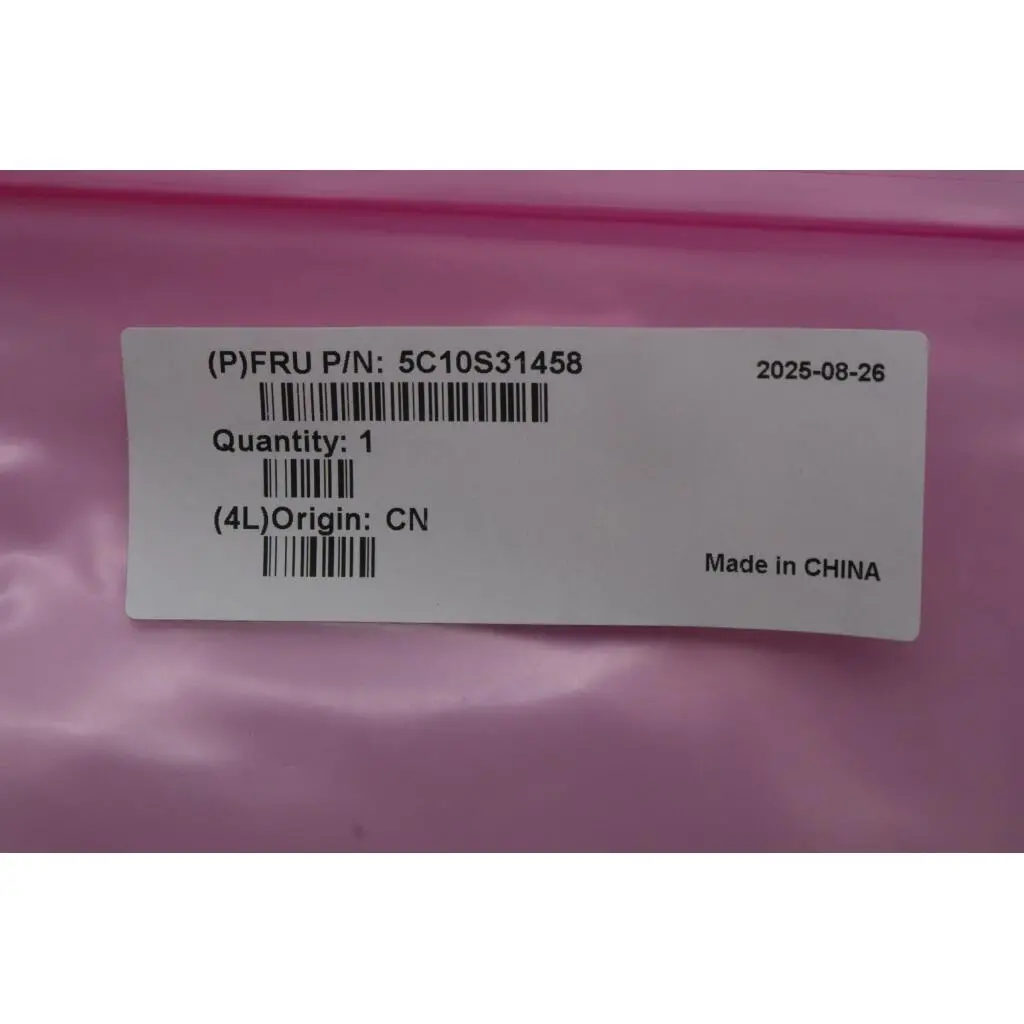 (P)FRU P/N: 5C10S31458
2025-08-26
Quantity: 1
(4L)Origin: CN
Made in CHINA